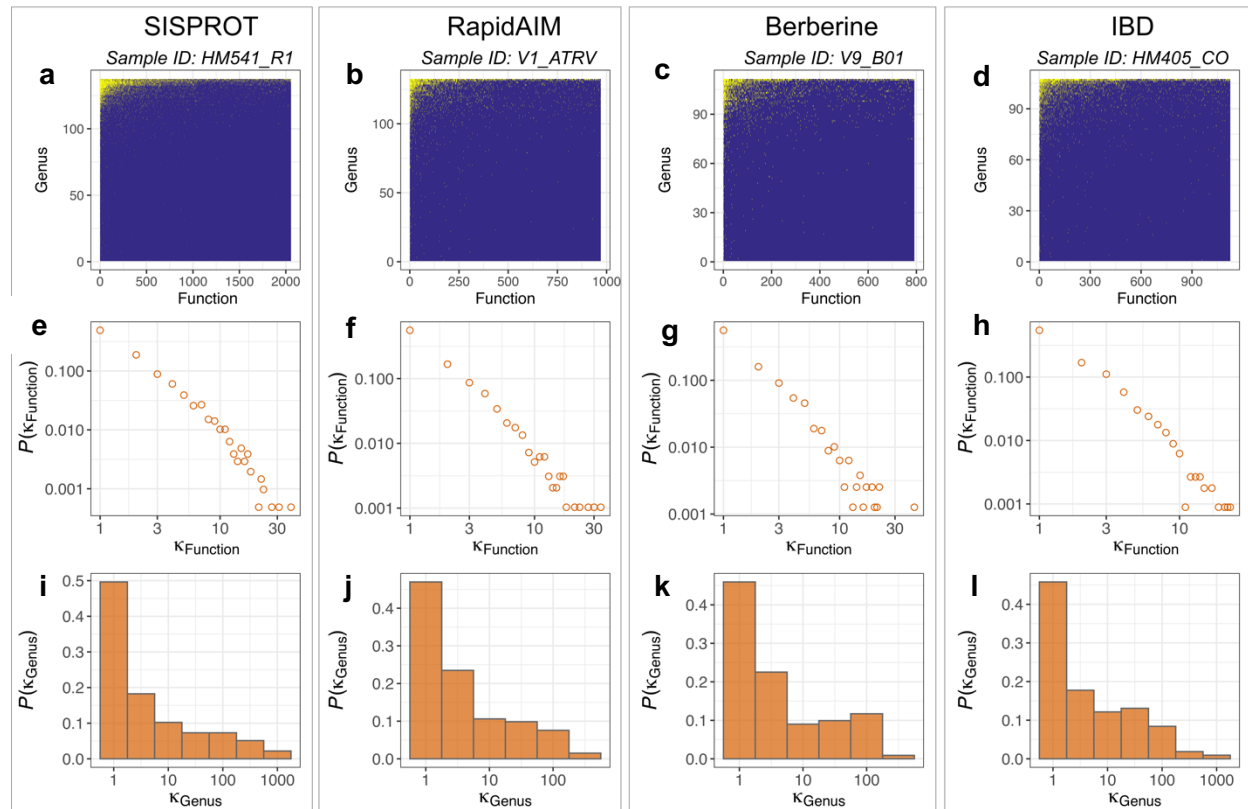 SISPROT
RapidAIM
Berberine
IBD
Sample ID: HM541_R1
Sample ID: V1_ATRV
Sample ID: V9_B01
Sample ID: HM405_CO
a
b
c
d
Genus
100
50
0
0 500 1000 1500 2000
Function
Genus
100
50
0
0 250 500 750 1000
Function
Genus
90
60
30
0
0 200 400 600 800
Function
Genus
90
60
30
0
0 300 600 900
Function
e
f
g
h
P(κFunction)
0.100
0.010
0.001
1 3 10 30
κFunction
P(κFunction)
0.100
0.010
0.001
1 3 10 30
κFunction
P(κFunction)
0.100
0.010
0.001
1 3 10 30
κFunction
P(κFunction)
0.100
0.010
0.001
1 3 10
κFunction
i
j
k
l
P(κGenus)
0.5
0.4
0.3
0.2
0.1
0.0
1 10 100 1000
κGenus
P(κGenus)
0.4
0.3
0.2
0.1
0.0
1 10 100
κGenus
P(κGenus)
0.4
0.3
0.2
0.1
0.0
1 10 100
κGenus
P(κGenus)
0.4
0.3
0.2
0.1
0.0
1 10 100 1000
κGenus